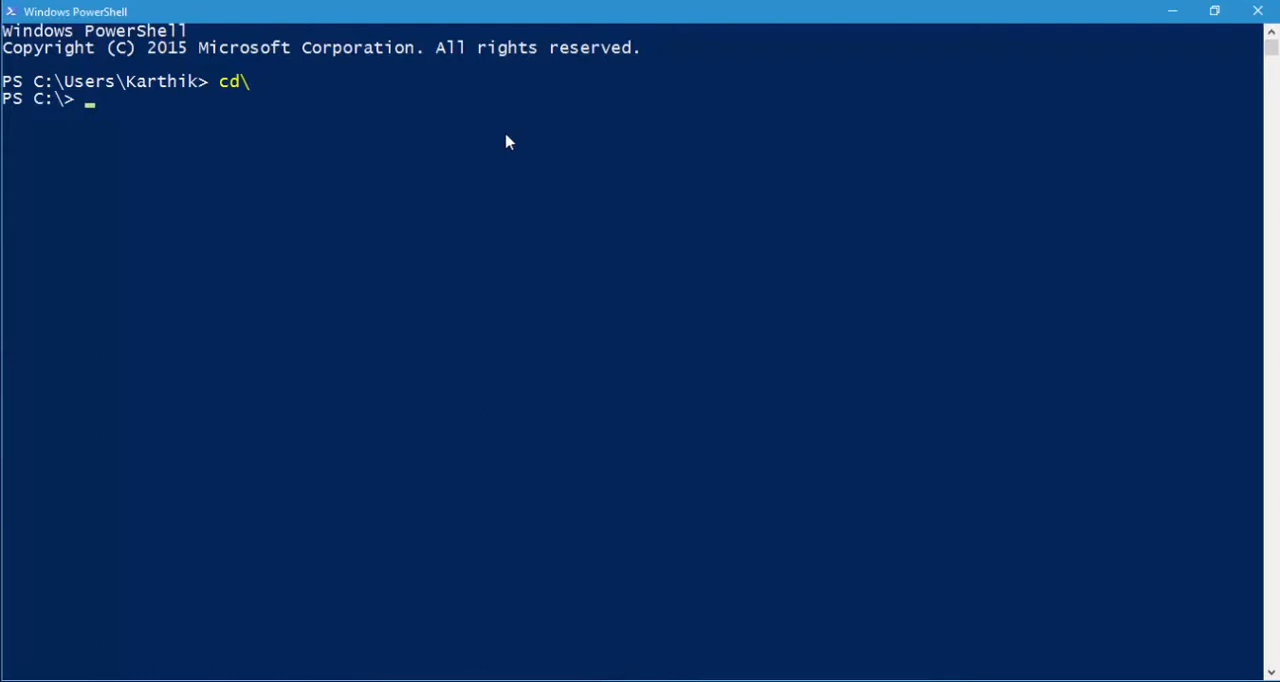 Windows PowerShell
Windows PowerShell
Copyright (C) 2015 Microsoft Corporation. All rights reserved.
PS C:\Users\Karthik> cd\
PS C:\>